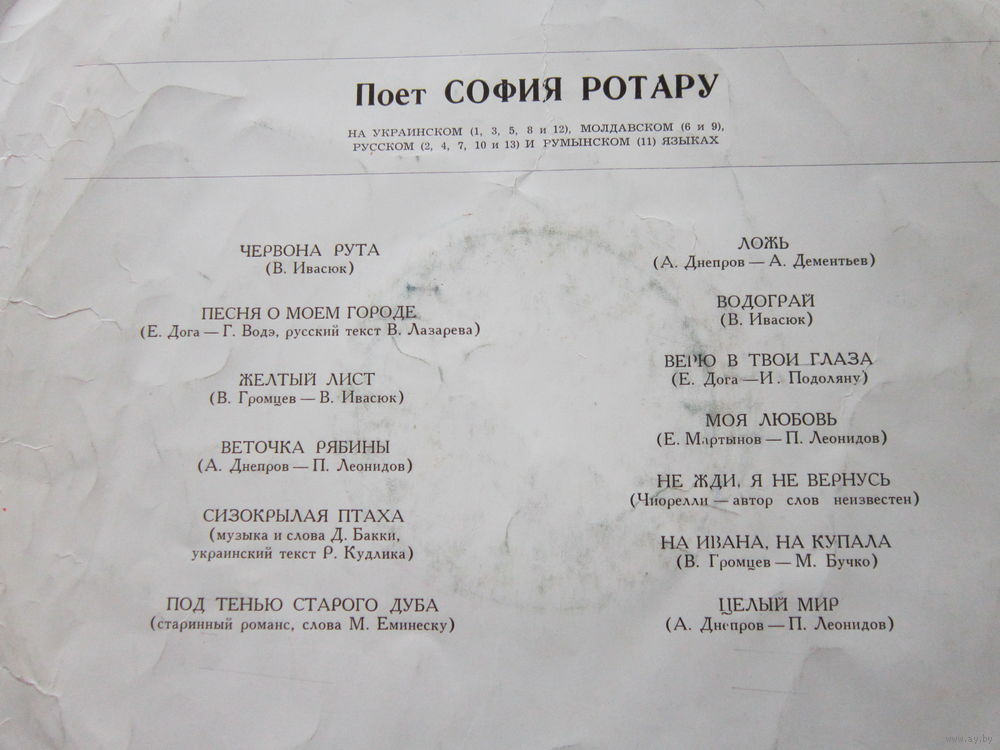 Поет СОФИЯ РОТАРУ
НА УКРАИНСКОМ (1, 3, 5, 8 и 12), МОЛДАВСКОМ (6 и 9),
РУССКОМ (2, 4, 7, 10 и 13) И РУМЫНСКОМ (11) ЯЗЫКАХ
ЧЕРВОНА РУТА
(В. Ивасюк)
ПЕСНЯ О МОЕМ ГОРОДЕ
(Е. Дога — Г. Водэ, русский текст В. Лазарева)
ЖЕЛТЫЙ ЛИСТ
(В. Громцев — В. Ивасюк)
ВЕТОЧКА РЯБИНЫ
(А. Днепров — П. Леонидов)
СИЗОКРЫЛАЯ ПТАХА
(музыка и слова Д. Бакки,
украинский текст Р. Кудлика)
ПОД ТЕНЬЮ СТАРОГО ДУБА
(старинный романс, слова М. Еминеску)
ЛОЖЬ
(А. Днепров — А. Дементьев)
ВОДОГРАЙ
(В. Ивасюк)
ВЕРЮ В ТВОИ ГЛАЗА
(Е. Дога — И. Подоляну)
МОЯ ЛЮБОВЬ
(Е. Мартынов — П. Леонидов)
НЕ ЖДИ, Я НЕ ВЕРНУСЬ
(Чиорелли — автор слов неизвестен)
НА ИВАНА, НА КУПАЛА
(В. Громцев — М. Бучко)
ЦЕЛЫЙ МИР
(А. Днепров — П. Леонидов)
www.ay.by